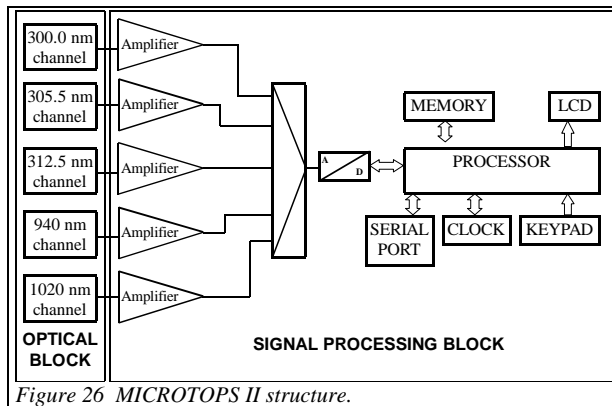 300.0 nm
channel
Amplifier
305.5 nm
channel
Amplifier
312.5 nm
channel
Amplifier
940 nm
channel
Amplifier
1020 nm
channel
Amplifier
A
D
MEMORY
LCD
PROCESSOR
SERIAL
PORT
CLOCK
KEYPAD
OPTICAL
BLOCK
SIGNAL PROCESSING BLOCK
Figure 26 MICROTOPS II structure.